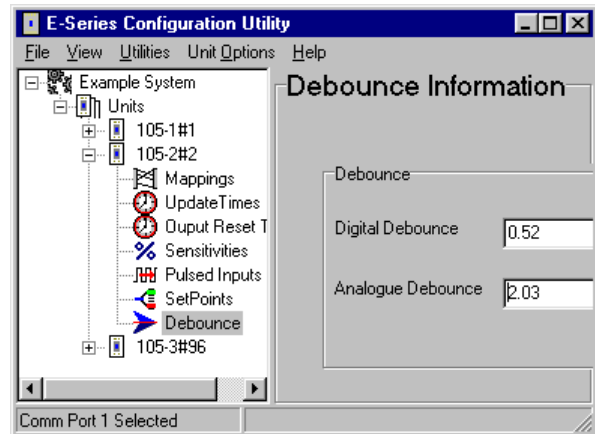 E-Series Configuration Utility
File View Utilities Unit Options Help
Example System
Units
105-1#1
105-2#2
Mappings
UpdateTimes
Ouput Reset T
Sensitivities
Pulsed Inputs
SetPoints
Debounce
105-3#96
Debounce Information
Debounce
Digital Debounce 0.52
Analogue Debounce 2.03
Comm Port 1 Selected